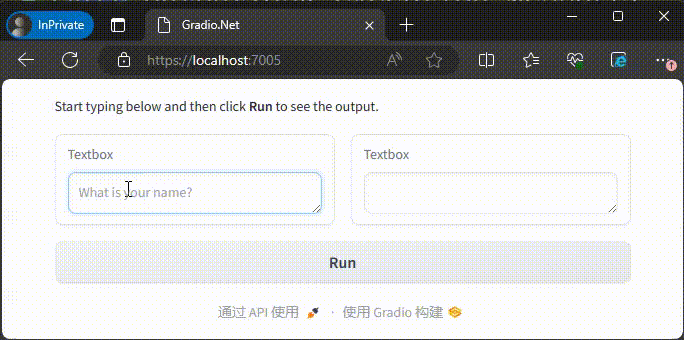 InPrivate
Gradio.Net
https://localhost:7005
Start typing below and then click Run to see the output.
Textbox
What is your name?
Textbox
Run
通过 API 使用 · 使用 Gradio 构建